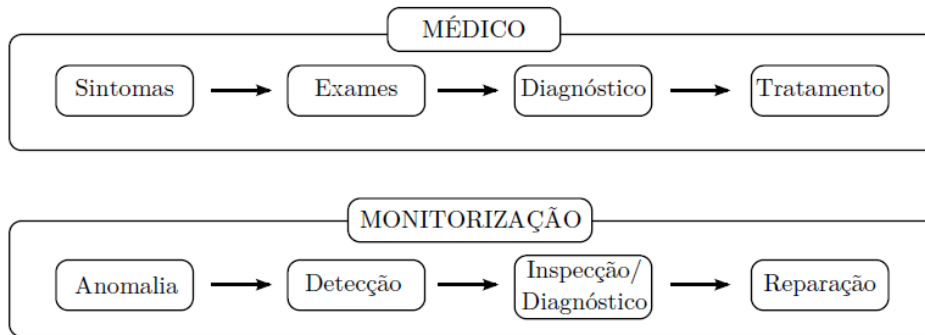 MÉDICO
Sintomas
Exames
Diagnóstico
Tratamento
MONITORIZAÇÃO
Anomalia
Detecção
Inspecção/
Diagnóstico
Reparação